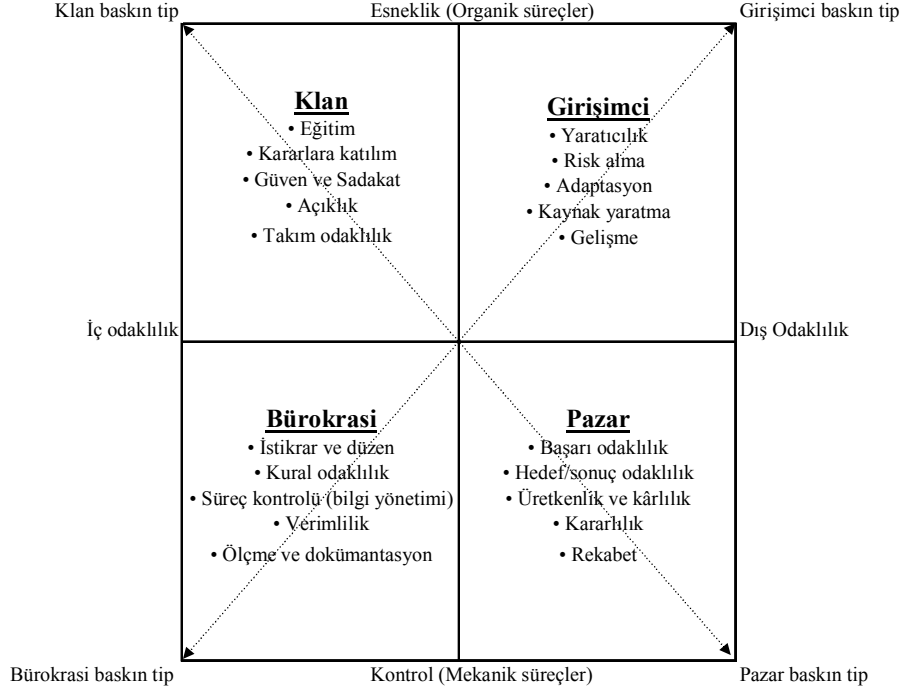 Klan baskın tip
Esneklik (Organik süreçler)
Girişimci baskın tip
Klan
• Eğitim
• Kararlara katılım
• Güven ve Sadakat
• Açıklık
• Takım odaklılık
Girişimci
• Yaratıcılık
• Risk alma
• Adaptasyon
• Kaynak yaratma
• Gelişme
İç odaklılık
Dış Odaklılık
Bürokrasi
• İstikrar ve düzen
• Kural odaklılık
• Süreç kontrolü (bilgi yönetimi)
• Verimlilik
• Ölçme ve dokümantasyon
Pazar
• Başarı odaklılık
• Hedef/sonuç odaklılık
• Üretkenlik ve kârlılık
• Kararlılık
• Rekabet
Bürokrasi baskın tip
Kontrol (Mekanik süreçler)
Pazar baskın tip